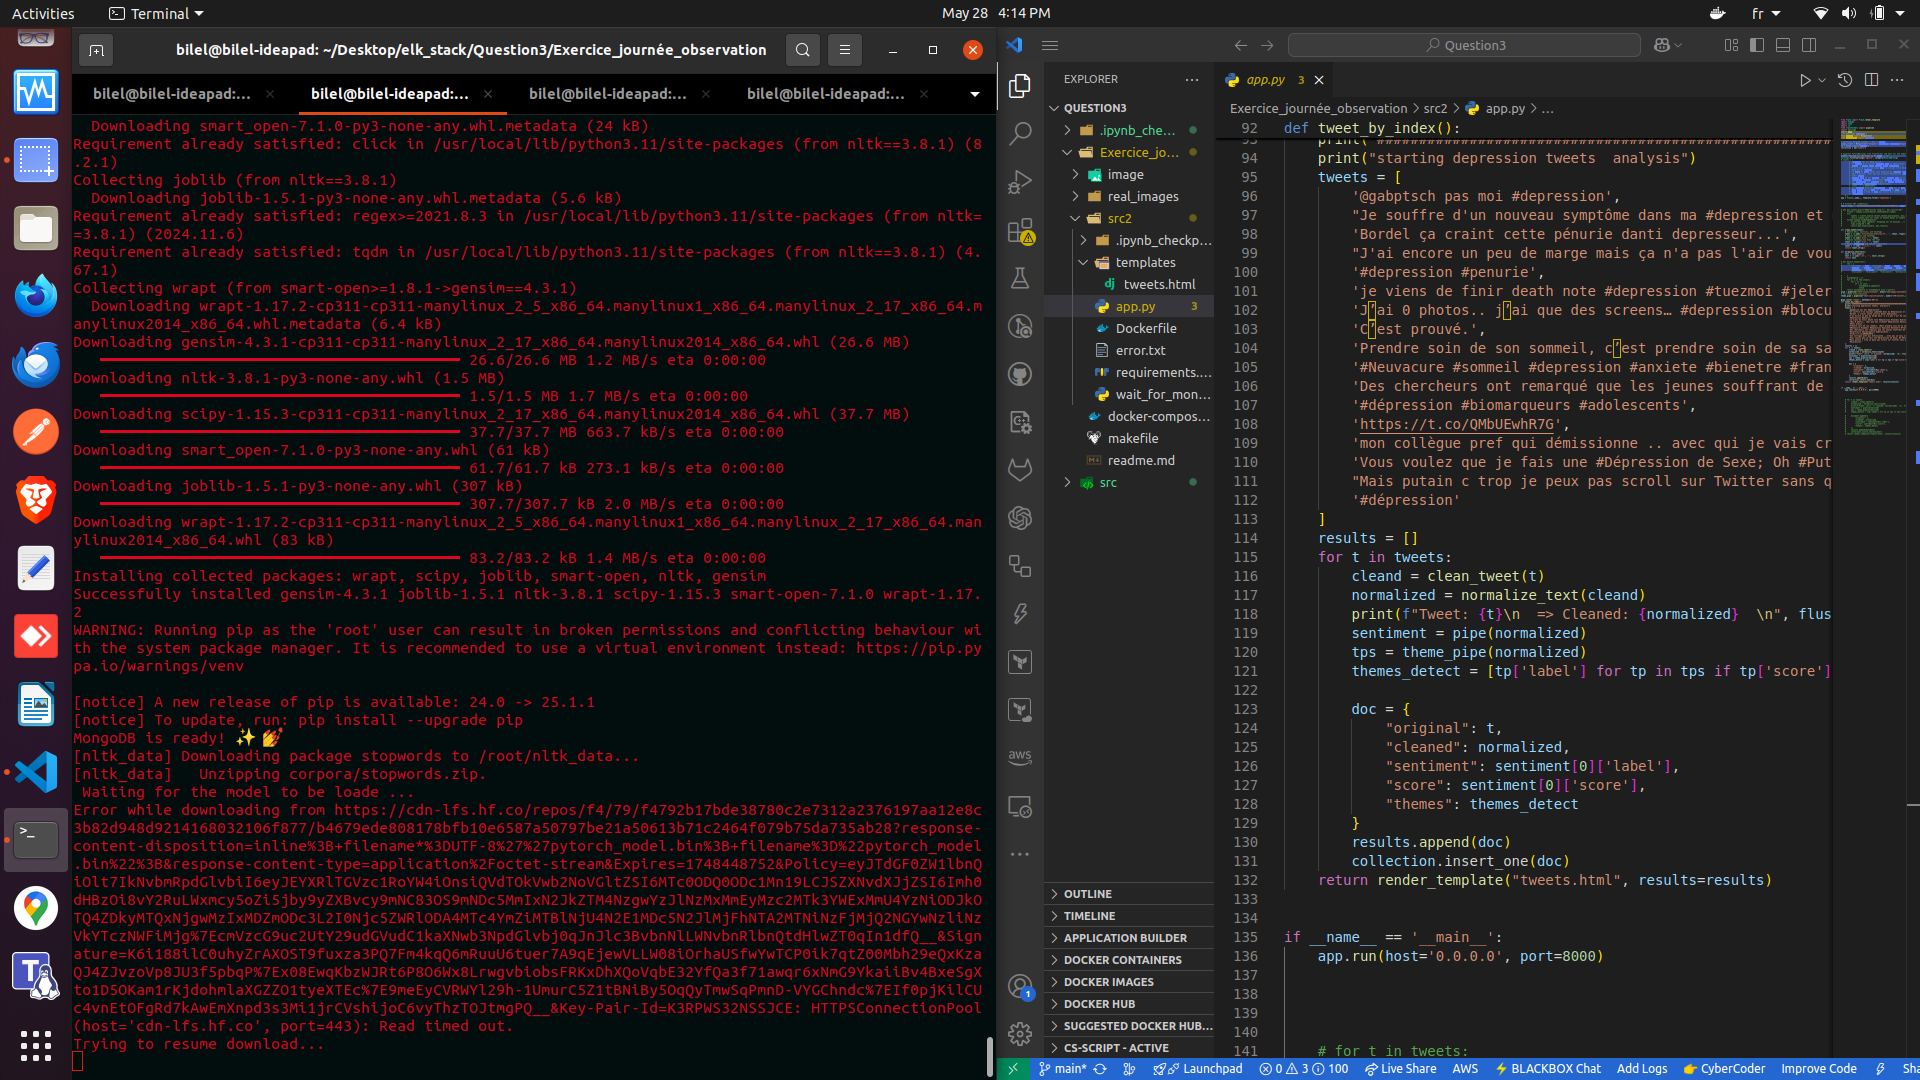 Activities
Terminal
May 28 4:14 PM
fr
bilel@bilel-ideapad: ~/Desktop/elk_stack/Question3/Exercice_journée_observation
bilel@bilel-ideapad:...
bilel@bilel-ideapad:...
bilel@bilel-ideapad:...
bilel@bilel-ideapad:...
Downloading smart_open-7.1.0-py3-none-any.whl.metadata (24 kB)
Requirement already satisfied: click in /usr/local/lib/python3.11/site-packages (from nltk==3.8.1) (8
.2.1)
Collecting joblib (from nltk==3.8.1)
Downloading joblib-1.5.1-py3-none-any.whl.metadata (5.6 kB)
Requirement already satisfied: regex>=2021.8.3 in /usr/local/lib/python3.11/site-packages (from nltk=
=3.8.1) (2024.11.6)
Requirement already satisfied: tqdm in /usr/local/lib/python3.11/site-packages (from nltk==3.8.1) (4.
67.1)
Collecting wrapt (from smart-open>=1.8.1->gensim==4.3.1)
Downloading wrapt-1.17.2-cp311-cp311-manylinux_2_5_x86_64.manylinux1_x86_64.manylinux_2_17_x86_64.m
anylinux2014_x86_64.whl.metadata (6.4 kB)
Downloading gensim-4.3.1-cp311-cp311-manylinux_2_17_x86_64.manylinux2014_x86_64.whl (26.6 MB)
26.6/26.6 MB 1.2 MB/s eta 0:00:00
Downloading nltk-3.8.1-py3-none-any.whl (1.5 MB)
1.5/1.5 MB 1.7 MB/s eta 0:00:00
Downloading scipy-1.15.3-cp311-cp311-manylinux_2_17_x86_64.manylinux2014_x86_64.whl (37.7 MB)
37.7/37.7 MB 663.7 kB/s eta 0:00:00
Downloading smart_open-7.1.0-py3-none-any.whl (61 kB)
61.7/61.7 kB 273.1 kB/s eta 0:00:00
Downloading joblib-1.5.1-py3-none-any.whl (307 kB)
307.7/307.7 kB 2.0 MB/s eta 0:00:00
Downloading wrapt-1.17.2-cp311-cp311-manylinux_2_5_x86_64.manylinux1_x86_64.manylinux_2_17_x86_64.man
ylinux2014_x86_64.whl (83 kB)
83.2/83.2 kB 1.4 MB/s eta 0:00:00
Installing collected packages: wrapt, scipy, joblib, smart-open, nltk, gensim
Successfully installed gensim-4.3.1 joblib-1.5.1 nltk-3.8.1 scipy-1.15.3 smart-open-7.1.0 wrapt-1.17.
2
WARNING: Running pip as the 'root' user can result in broken permissions and conflicting behaviour wi
th the system package manager. It is recommended to use a virtual environment instead: https://pip.py
pa.io/warnings/venv
[notice] A new release of pip is available: 24.0 -> 25.1.1
[notice] To update, run: pip install --upgrade pip
MongoDB is ready! ✨ 💅
[nltk_data] Downloading package stopwords to /root/nltk_data...
[nltk_data]   Unzipping corpora/stopwords.zip.
Waiting for the model to be loade ...
Error while downloading from https://cdn-lfs.hf.co/repos/f4/79/f4792b17bde38780c2e7312a2376197aa12e8c
3b82d948d9214168032106f877/b4679ede808178bfb10e6587a50797be21a50613b71c2464f079b75da735ab28?response-
content-disposition=inline%3B+filename*%3DUTF-8%27%27pytorch_model.bin%3B+filename%3D%22pytorch_model
.bin%22%3B&response-content-type=application%2Foctet-stream&Expires=1748448752&Policy=
(host='cdn-lfs.hf.co', port=443): Read timed out.
Trying to resume download...
Question3
EXPLORER
QUESTION3
.ipynb_che...
Exercice_jo...
image
real_images
src2
.ipynb_checkp...
templates
tweets.html
app.py 3
Dockerfile
error.txt
requirements....
wait_for_mon...
docker-compos...
makefile
readme.md
src
OUTLINE
TIMELINE
APPLICATION BUILDER
DOCKER CONTAINERS
DOCKER IMAGES
DOCKER HUB
SUGGESTED DOCKER HUB...
CS-SCRIPT - ACTIVE
app.py 3
Exercice_journée_observation > src2 > app.py > ...
92 def tweet_by_index():
93 print("####################################################
94 print("starting depression tweets  analysis")
95 tweets = [
96 '@gabptsch pas moi #depression',
97 "Je souffre d'un nouveau symptôme dans ma #depression et
98 'Bordel ça craint cette pénurie danti depresseur...',
99 "J'ai encore un peu de marge mais ça n'a pas l'air de vou
100 '#depression #penurie',
101 'je viens de finir death note #depression #tuezmoi #jeler
102 'J’ai 0 photos.. j’ai que des screens… #depression #blocu
103 'C’est prouvé.',
104 'Prendre soin de son sommeil, c’est prendre soin de sa sa
105 #Neuvacure #sommeil #depression #anxiete #bienetre #fran
106 'Des chercheurs ont remarqué que les jeunes souffrant de
107 '#dépression #biomarqueurs #adolescents',
108 'https://t.co/QMbUEwhR7G',
109 'mon collègue pref qui démissionne .. avec qui je vais cr
110 'Vous voulez que je fais une #Dépression de Sexe; Oh #Put
111 "Mais putain c trop je peux pas scroll sur Twitter sans q
112 '#dépression'
113 ]
114 results = []
115 for t in tweets:
116 cleand = clean_tweet(t)
117 normalized = normalize_text(cleand)
118 print(f"Tweet: {t}\n  => Cleaned: {normalized}  \n", flus
119 sentiment = pipe(normalized)
120 tps = theme_pipe(normalized)
121 themes_detect = [tp['label'] for tp in tps if tp['score']
122
123 doc = {
124 "original": t,
125 "cleaned": normalized,
126 "sentiment": sentiment[0]['label'],
127 "score": sentiment[0]['score'],
128 "themes": themes_detect
129 }
130 results.append(doc)
131 collection.insert_one(doc)
132 return render_template("tweets.html", results=results)
133
134
135 if __name__ == '__main__':
136 app.run(host='0.0.0.0', port=8000)
137
138
139
140
141 # for t in tweets:
main* Launchpad 0 3 100 Live Share AWS BLACKBOX Chat Add Logs CyberCoder Improve Code Sha